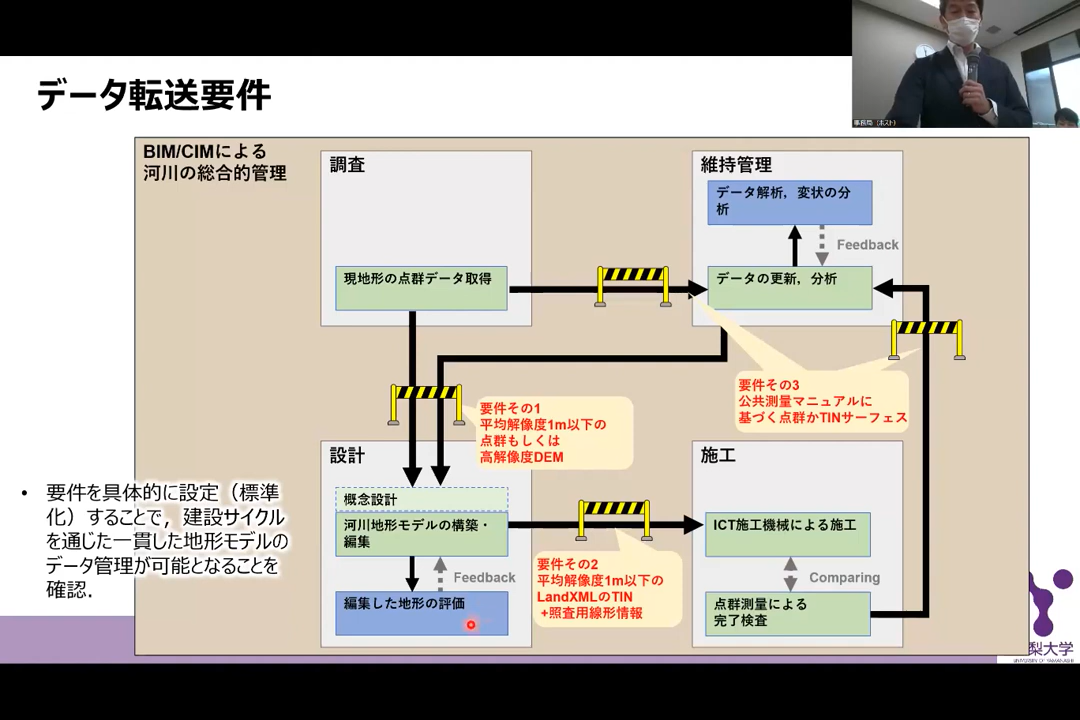 データ転送要件
事務局（ホスト）
BIM/CIMによる
河川の総合的管理
調査
現地形の点群データ取得
維持管理
データ解析，変状の分
析
Feedback
データの更新，分析
要件その3
公共測量マニュアルに
基づく点群かTINサーフェス
要件その1
平均解像度1m以下の
点群もしくは
高解像度DEM
設計
概念設計
河川地形モデルの構築・
編集
Feedback
編集した地形の評価
要件その2
平均解像度1m以下の
LandXMLのTIN
+照査用線形情報
施工
ICT施工機械による施工
Comparing
点群測量による
完了検査
• 要件を具体的に設定（標準
化）することで，建設サイクル
を通じた一貫した地形モデルの
データ管理が可能となることを
確認．
梨大学
UNIVERSITY OF YAMANASHI